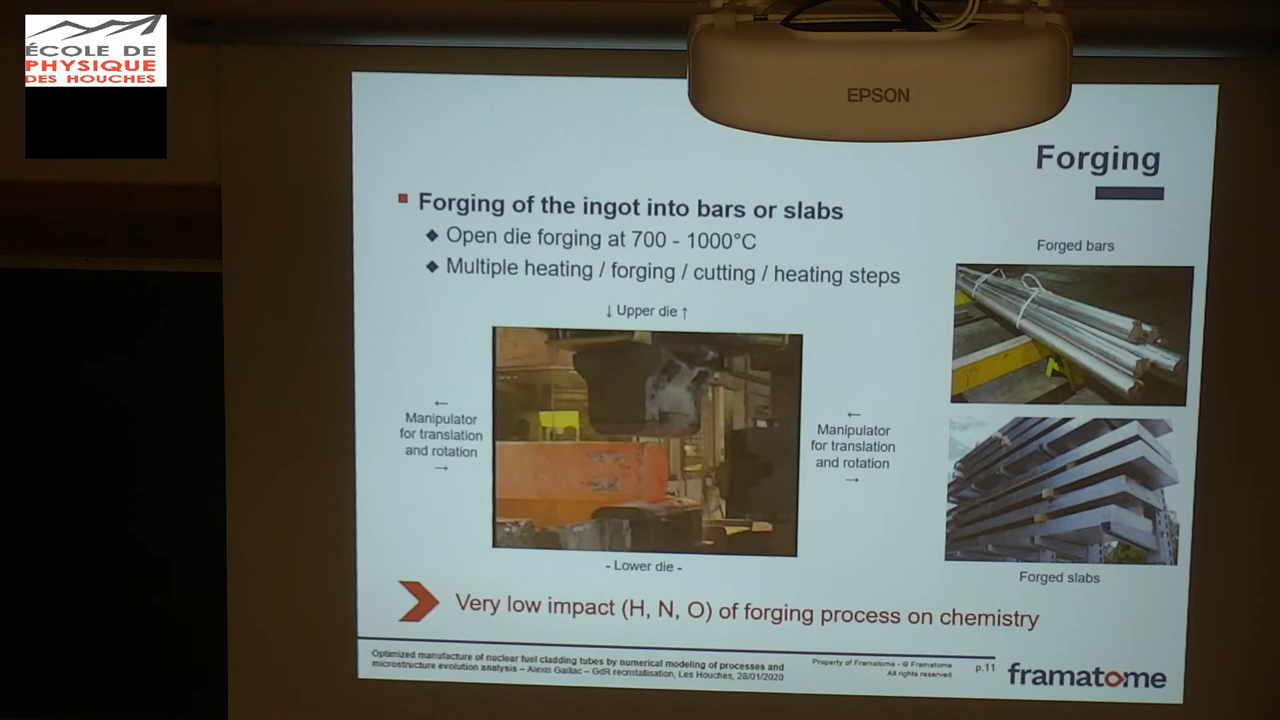 ÉCOLE DE
PHYSIQUE
DES HOUCHES
EPSON
Forging
Forging of the ingot into bars or slabs
Open die forging at 700 - 1000°C
Multiple heating / forging / cutting / heating steps
Forged bars
↓ Upper die ↑
←
Manipulator
for translation
and rotation
→
←
Manipulator
for translation
and rotation
→
- Lower die -
Forged slabs
Very low impact (H, N, O) of forging process on chemistry
Optimized manufacture of nuclear fuel cladding tubes by numerical modeling of processes and
microstructure evolution analysis – Alexis Gaillac – GdR recristallisation, Les Houches, 28/01/2020
Property of Framatome - © Framatome
All rights reserved
p.11
framatome